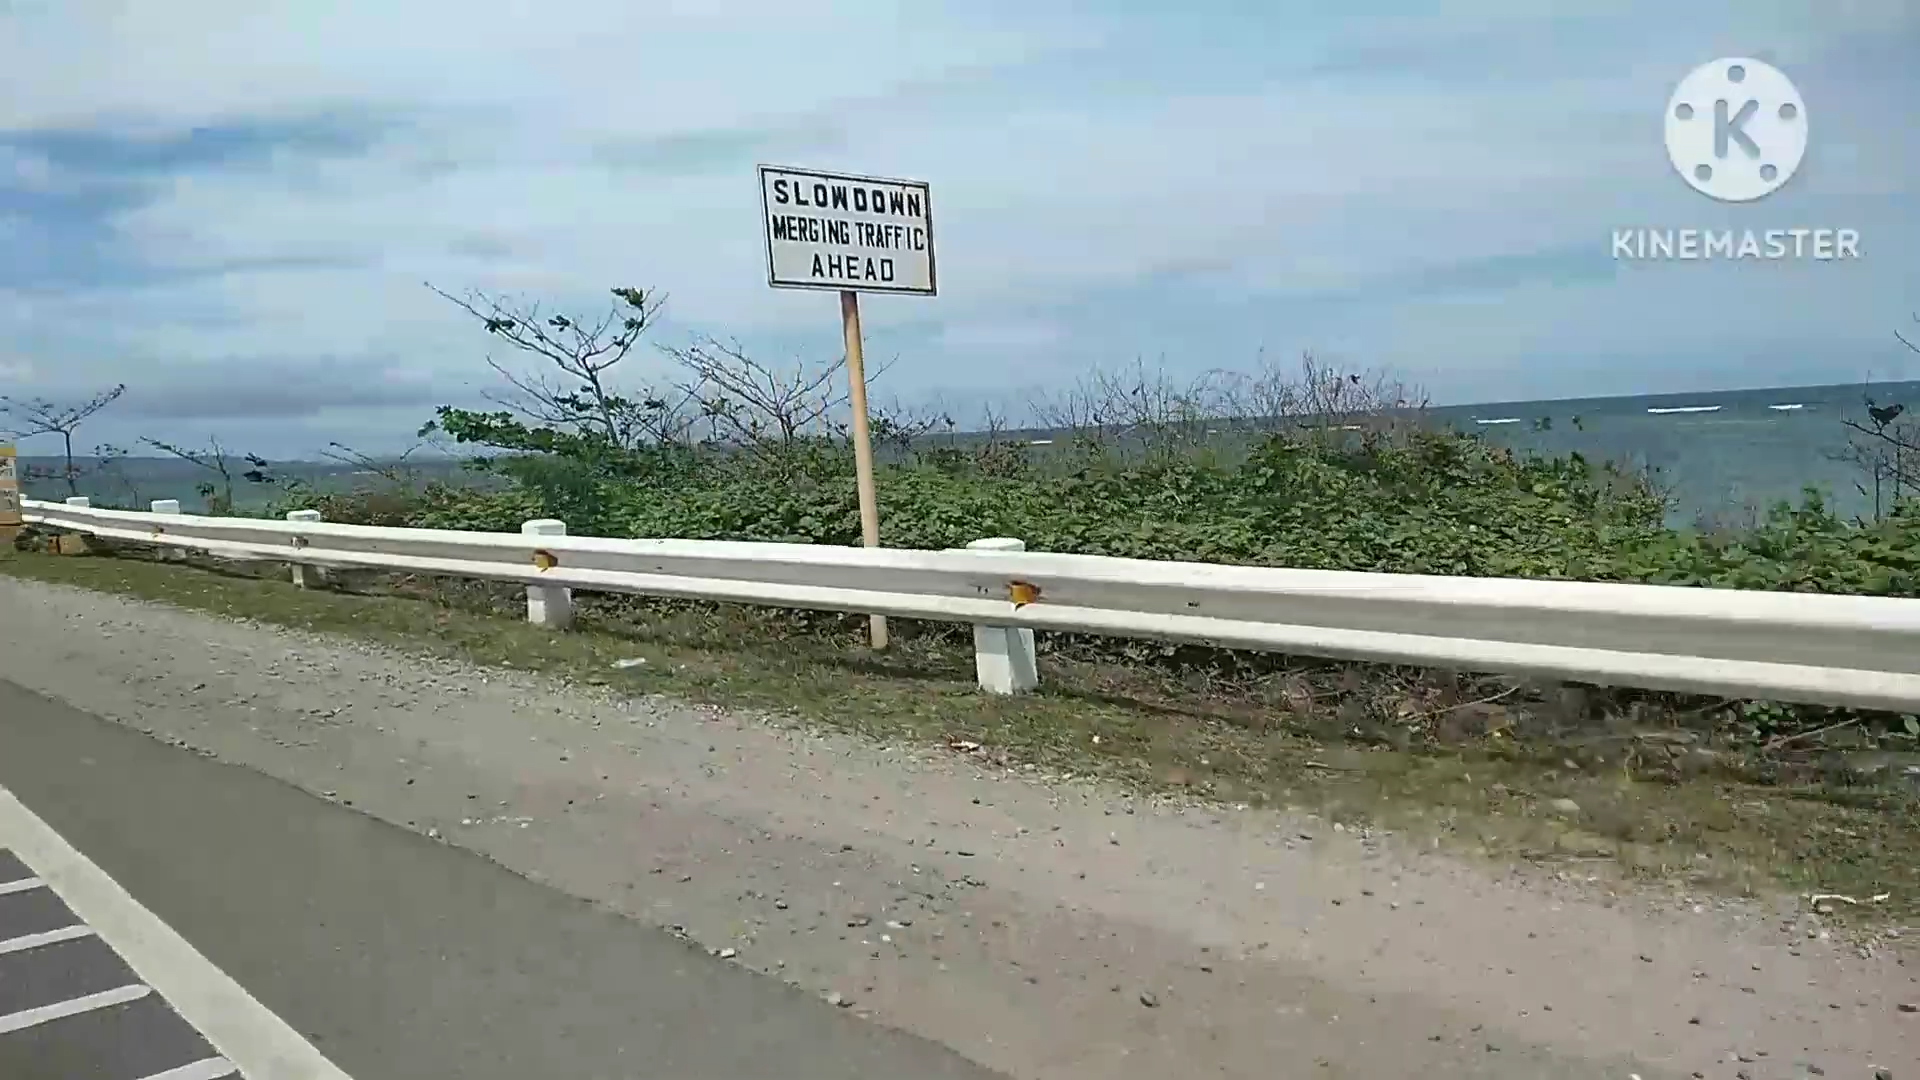 SLOWDOWN
MERGING TRAFFIC
AHEAD
K
KINEMASTER